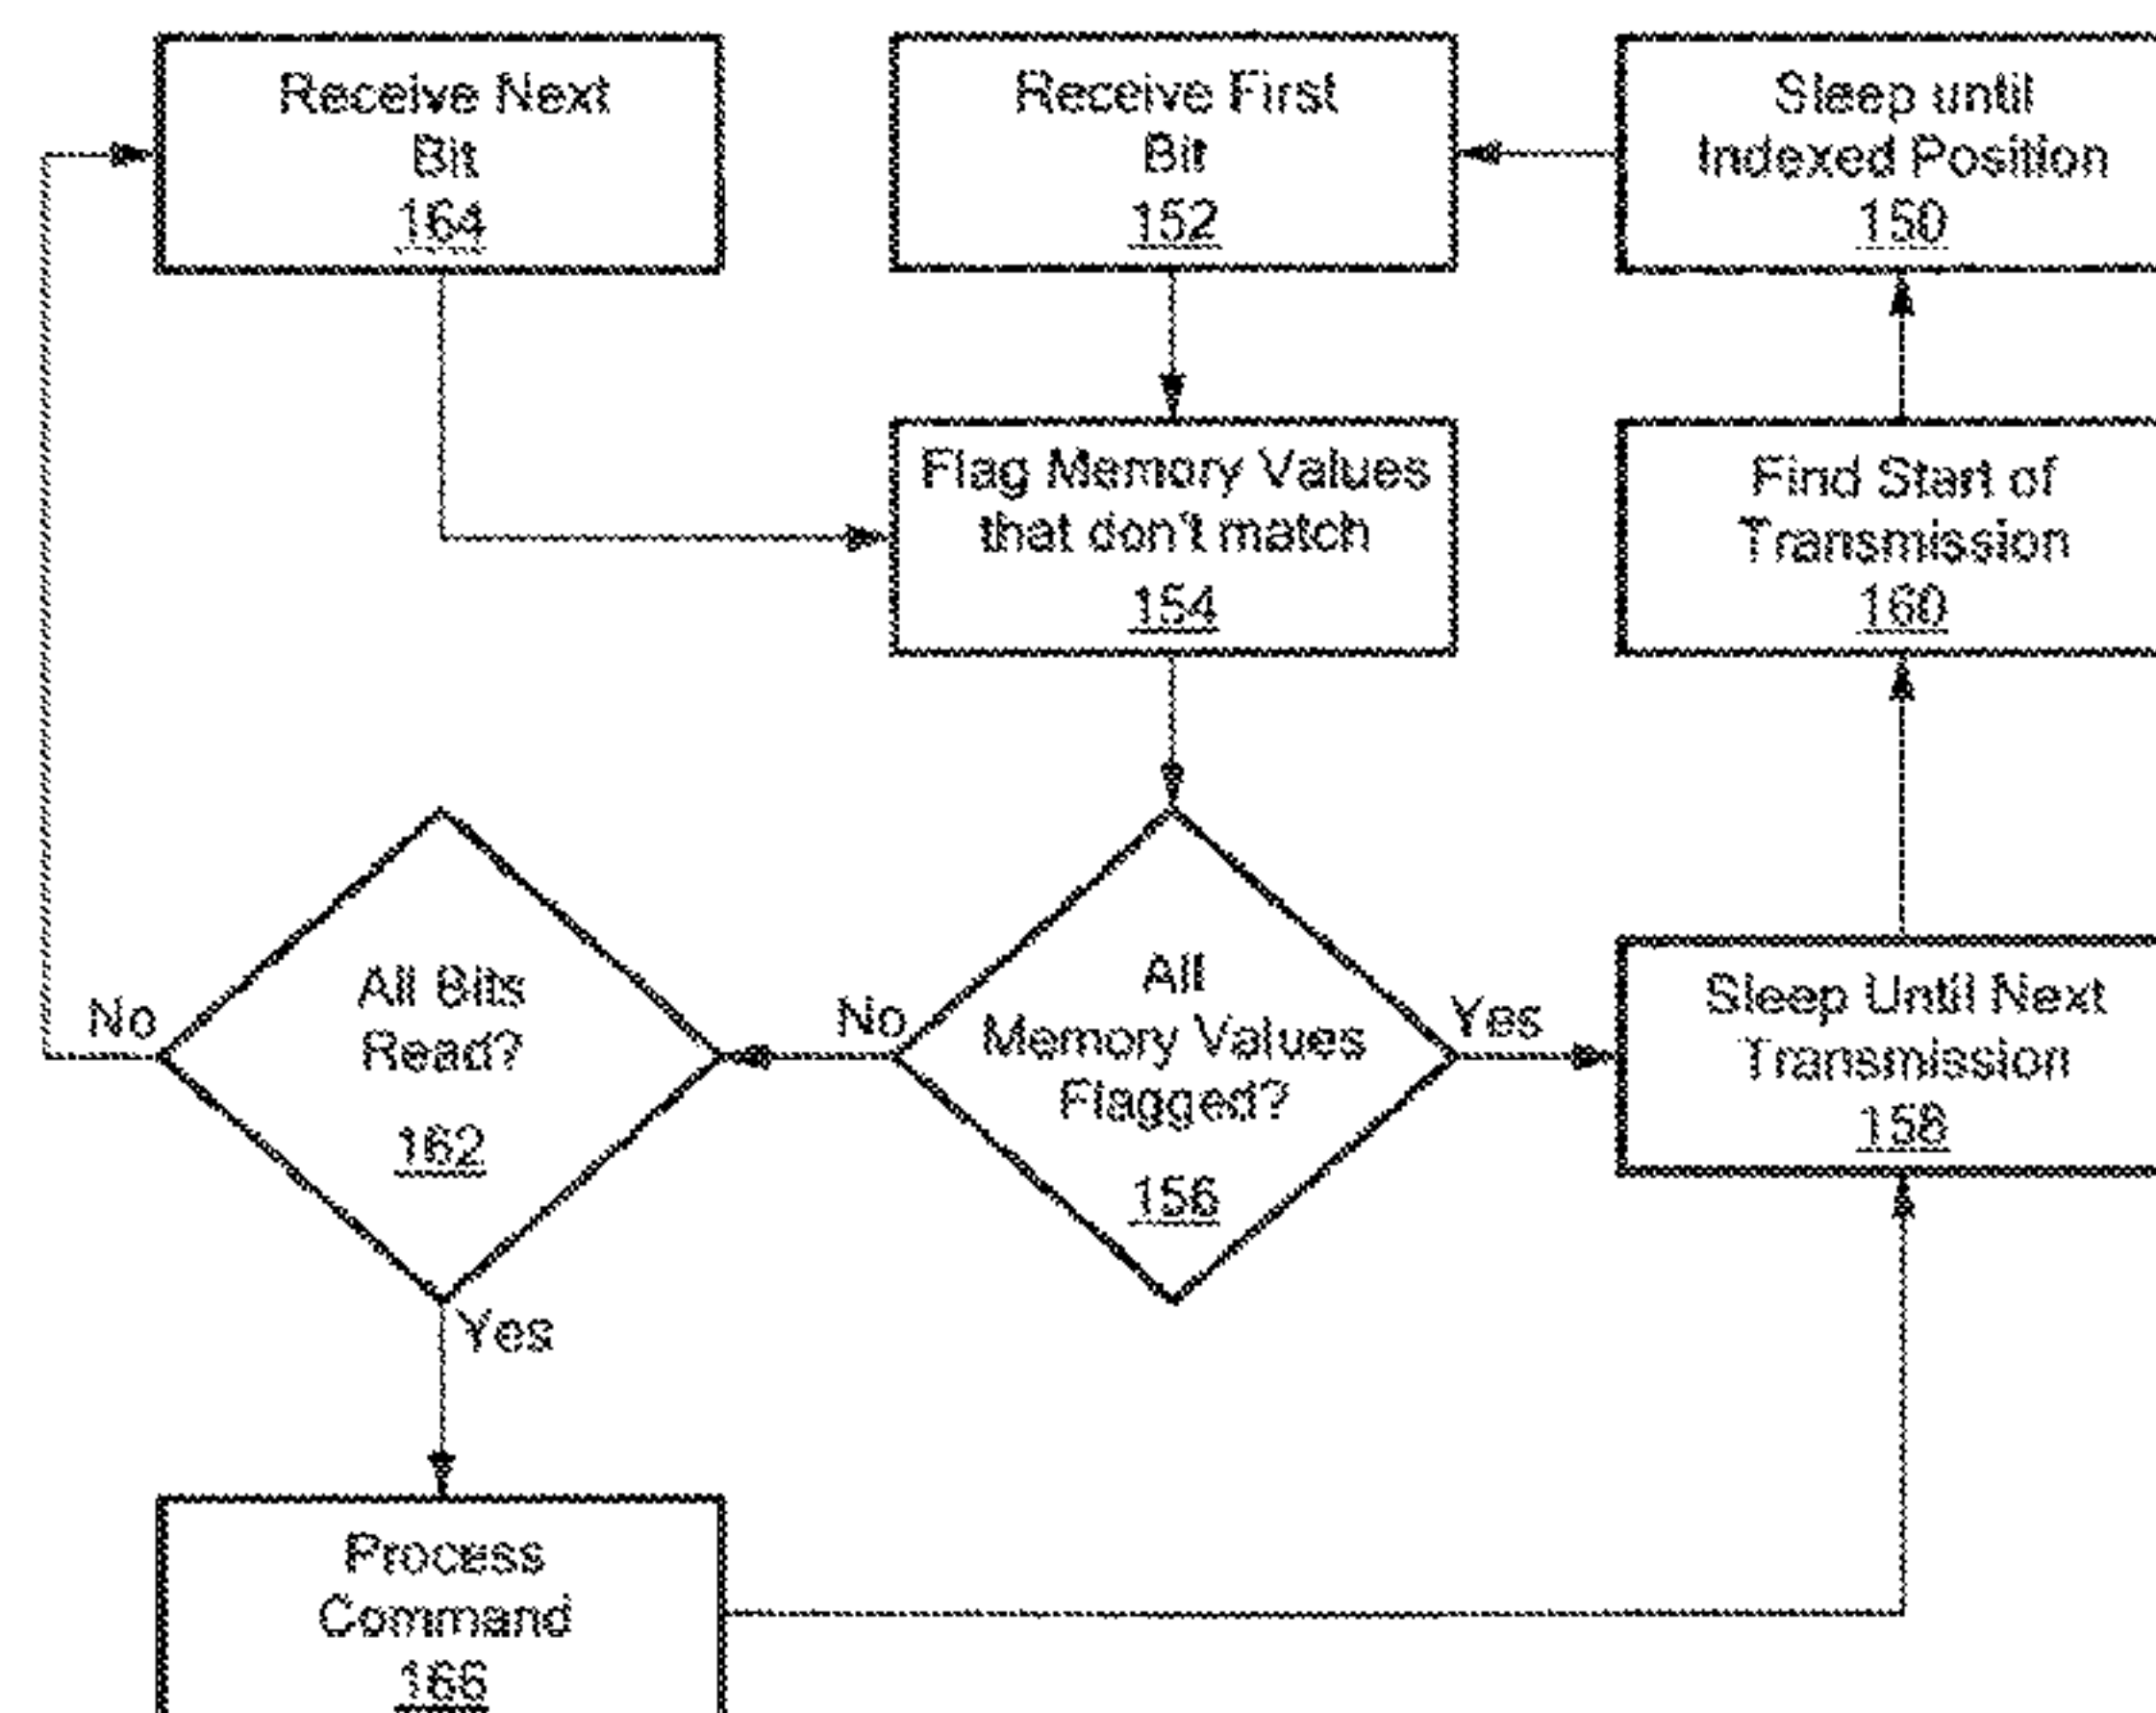 Receive Next
Bit
164
Receive First
Bit
152
Sleep until
Indexed Position
150
Flag Memory Values
that don't match
154
Find Start of
Transmission
160
All Bits
Read?
162
No
Yes
All
Memory Values
Flagged?
156
No
Yes
Sleep Until Next
Transmission
158
Process
Command
166